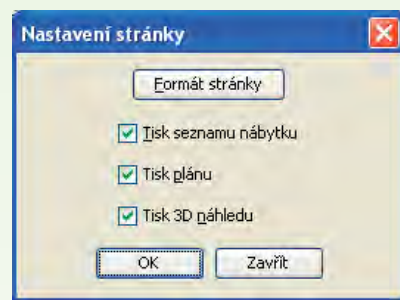 Nastavení stránky
Formát stránky
Tisk seznamu nábytku
Tisk plánu
Tisk 3D náhledu
OK Zavřít